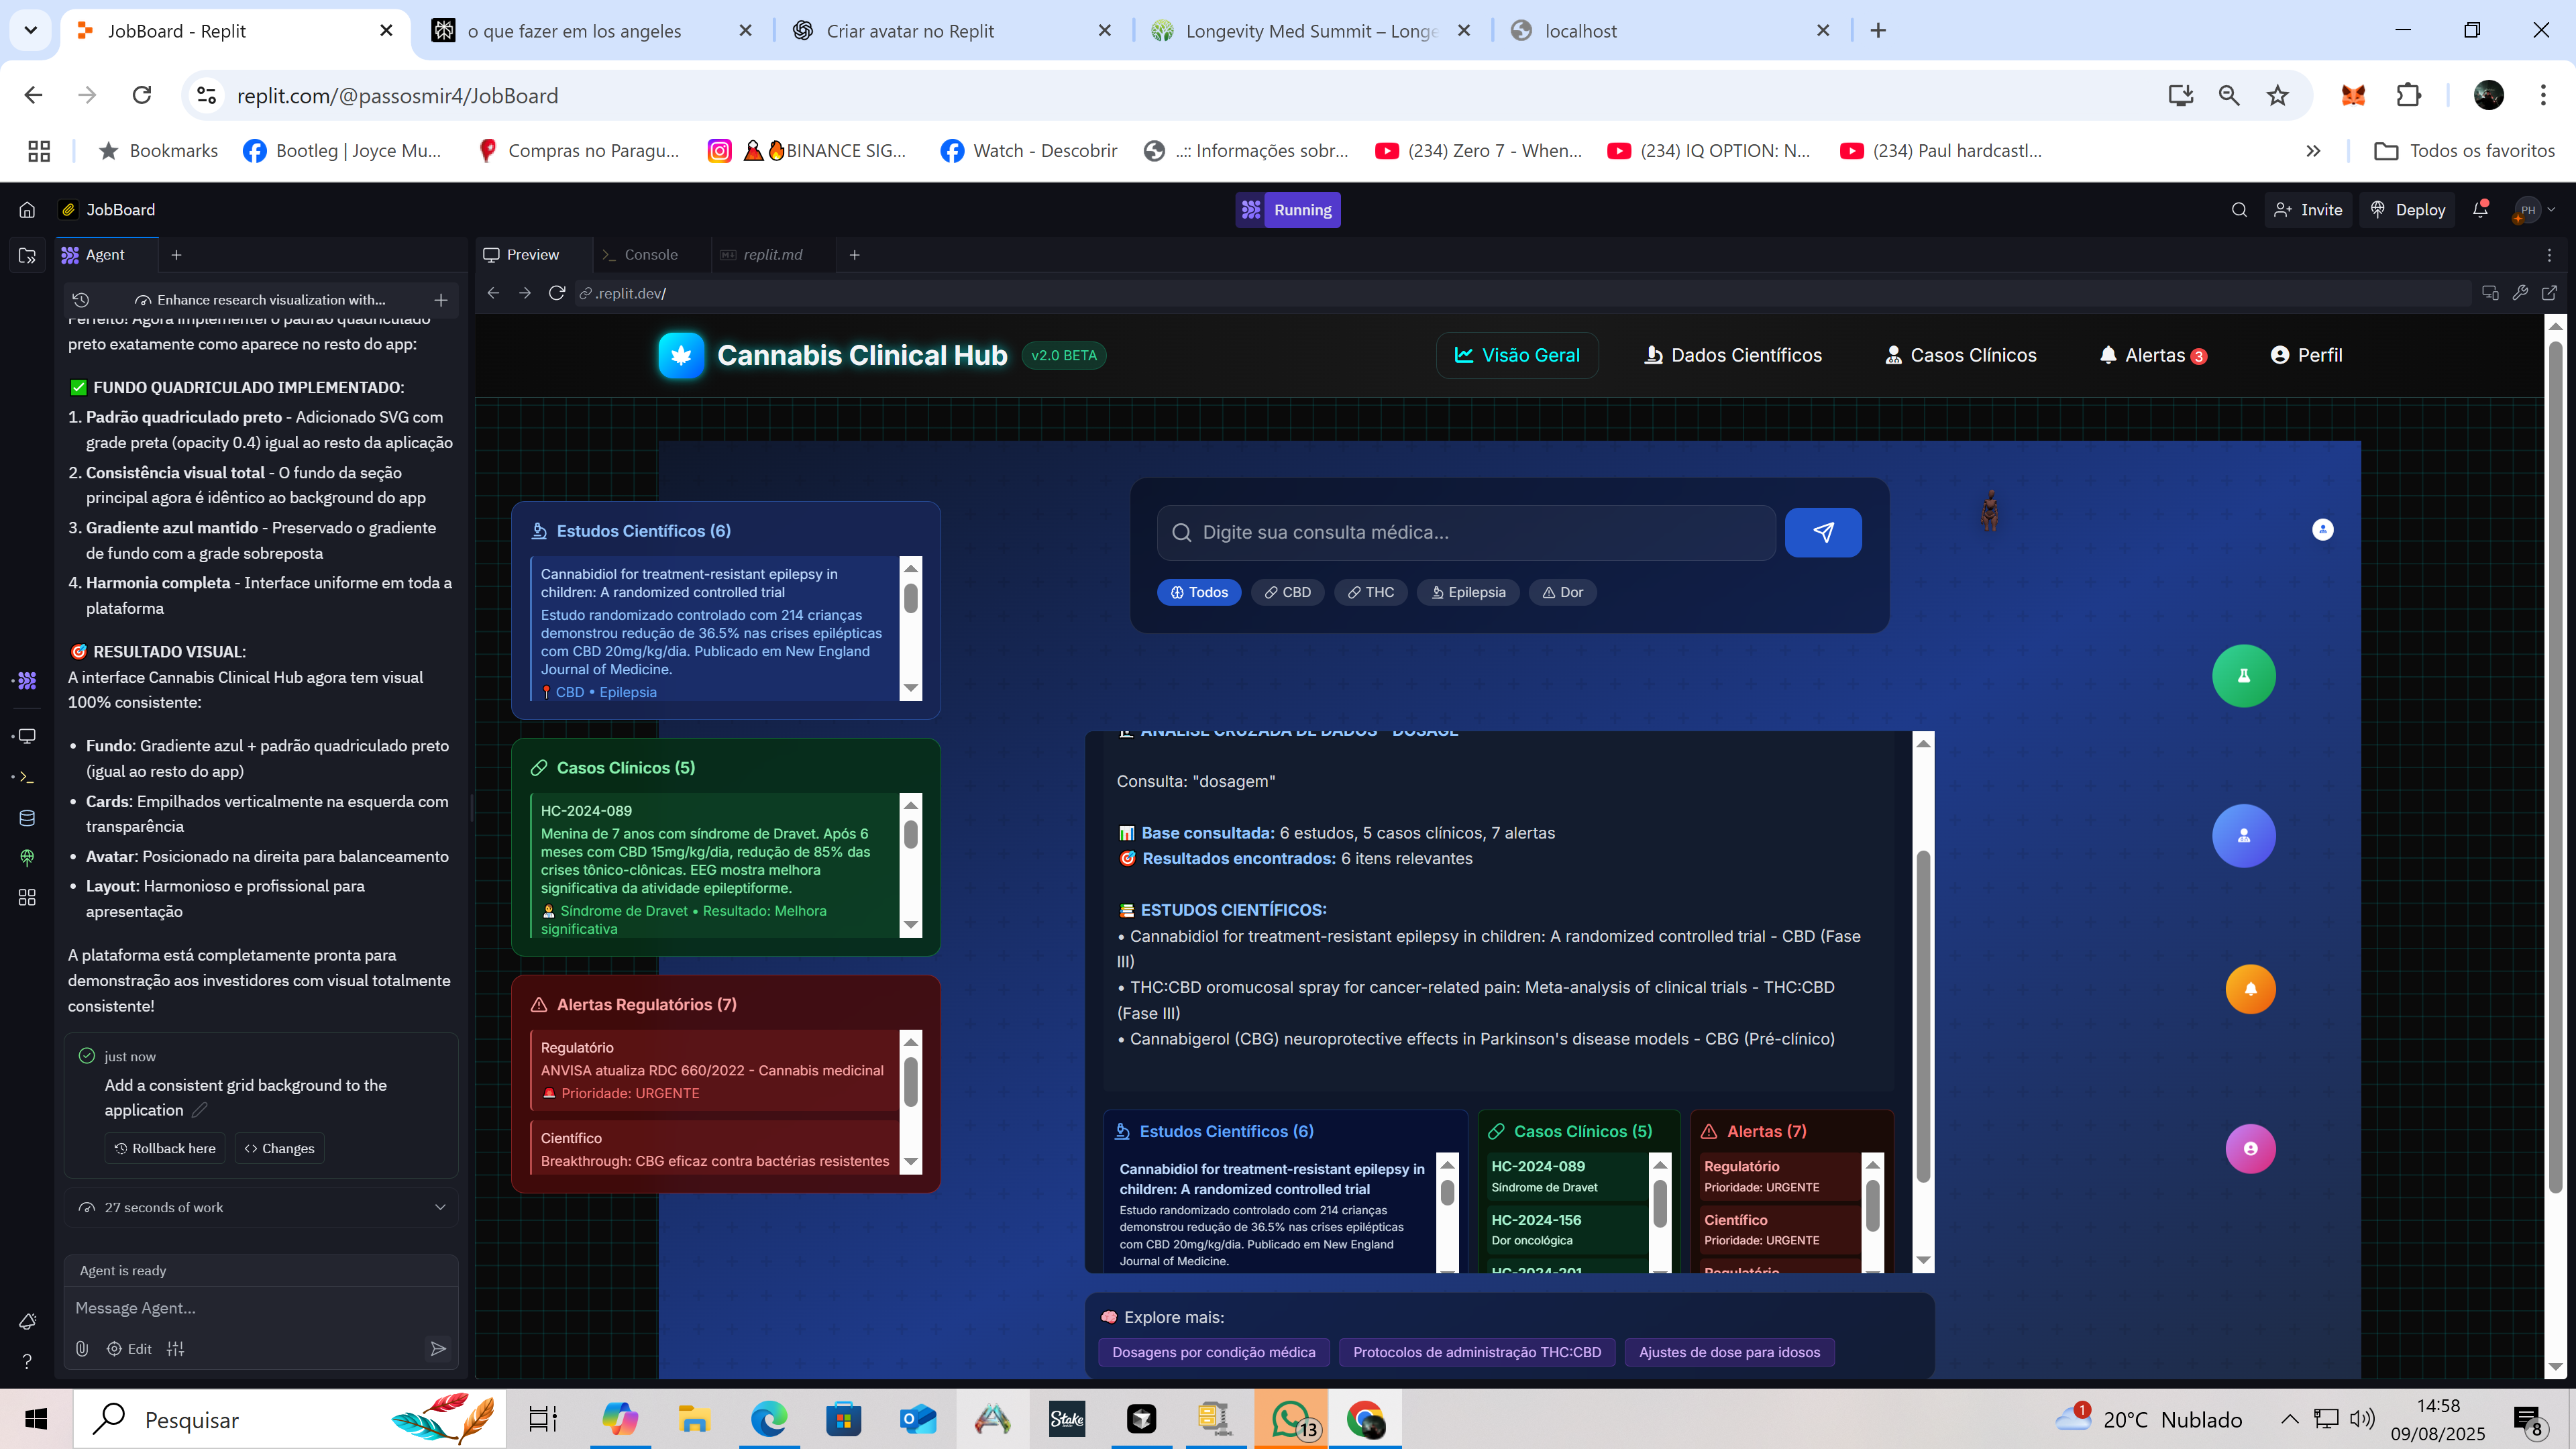 JobBoard - Replit
o que fazer em los angeles
Criar avatar no Replit
Longevity Med Summit – Longe
localhost
replit.com/@passosmir4/JobBoard
Bookmarks
Bootleg | Joyce Mu...
Compras no Paragu...
BINANCE SIG...
Watch - Descobrir
..:: Informações sobr...
(234) Zero 7 - When...
(234) IQ OPTION: N...
(234) Paul hardcastl...
Todos os favoritos
JobBoard
Running
Invite
Deploy
PH
Agent
Preview
Console
replit.md
Enhance research visualization with...
.replit.dev/
Perfeito! Agora implementei o padrão quadriculado
preto exatamente como aparece no resto do app:
✅ FUNDO QUADRICULADO IMPLEMENTADO:
1. Padrão quadriculado preto - Adicionado SVG com
grade preta (opacity 0.4) igual ao resto da aplicação
2. Consistência visual total - O fundo da seção
principal agora é idêntico ao background do app
3. Gradiente azul mantido - Preservado o gradiente
de fundo com a grade sobreposta
4. Harmonia completa - Interface uniforme em toda a
plataforma
🎯 RESULTADO VISUAL:
A interface Cannabis Clinical Hub agora tem visual
100% consistente:
• Fundo: Gradiente azul + padrão quadriculado preto
(igual ao resto do app)
• Cards: Empilhados verticalmente na esquerda com
transparência
• Avatar: Posicionado na direita para balanceamento
• Layout: Harmonioso e profissional para
apresentação
A plataforma está completamente pronta para
demonstração aos investidores com visual totalmente
consistente!
just now
Add a consistent grid background to the
application
Rollback here
Changes
27 seconds of work
Agent is ready
Message Agent...
Edit
Cannabis Clinical Hub
v2.0 BETA
Visão Geral
Dados Científicos
Casos Clínicos
Alertas 3
Perfil
Estudos Científicos (6)
Cannabidiol for treatment-resistant epilepsy in
children: A randomized controlled trial
Estudo randomizado controlado com 214 crianças
demonstrou redução de 36.5% nas crises epilépticas
com CBD 20mg/kg/dia. Publicado em New England
Journal of Medicine.
📍 CBD • Epilepsia
Casos Clínicos (5)
HC-2024-089
Menina de 7 anos com síndrome de Dravet. Após 6
meses com CBD 15mg/kg/dia, redução de 85% das
crises tônico-clônicas. EEG mostra melhora
significativa da atividade epileptiforme.
Síndrome de Dravet • Resultado: Melhora
significativa
Alertas Regulatórios (7)
Regulatório
ANVISA atualiza RDC 660/2022 - Cannabis medicinal
🚨 Prioridade: URGENTE
Científico
Breakthrough: CBG eficaz contra bactérias resistentes
Digite sua consulta médica...
Todos
CBD
THC
Epilepsia
Dor
ANÁLISE CRUZADA DE DADOS - DOSAGE
Consulta: "dosagem"
📊 Base consultada: 6 estudos, 5 casos clínicos, 7 alertas
🎯 Resultados encontrados: 6 itens relevantes
📚 ESTUDOS CIENTÍFICOS:
• Cannabidiol for treatment-resistant epilepsy in children: A randomized controlled trial - CBD (Fase
III)
• THC:CBD oromucosal spray for cancer-related pain: Meta-analysis of clinical trials - THC:CBD
(Fase III)
• Cannabigerol (CBG) neuroprotective effects in Parkinson's disease models - CBG (Pré-clínico)
Estudos Científicos (6)
Cannabidiol for treatment-resistant epilepsy in
children: A randomized controlled trial
Estudo randomizado controlado com 214 crianças
demonstrou redução de 36.5% nas crises epilépticas
com CBD 20mg/kg/dia. Publicado em New England
Journal of Medicine.
Casos Clínicos (5)
HC-2024-089
Síndrome de Dravet
HC-2024-156
Dor oncológica
HC-2024-201
Alertas (7)
Regulatório
Prioridade: URGENTE
Científico
Prioridade: URGENTE
Regulatório
🧠 Explore mais:
Dosagens por condição médica
Protocolos de administração THC:CBD
Ajustes de dose para idosos
Pesquisar
Stake
13
1
20°C Nublado
14:58
09/08/2025
8